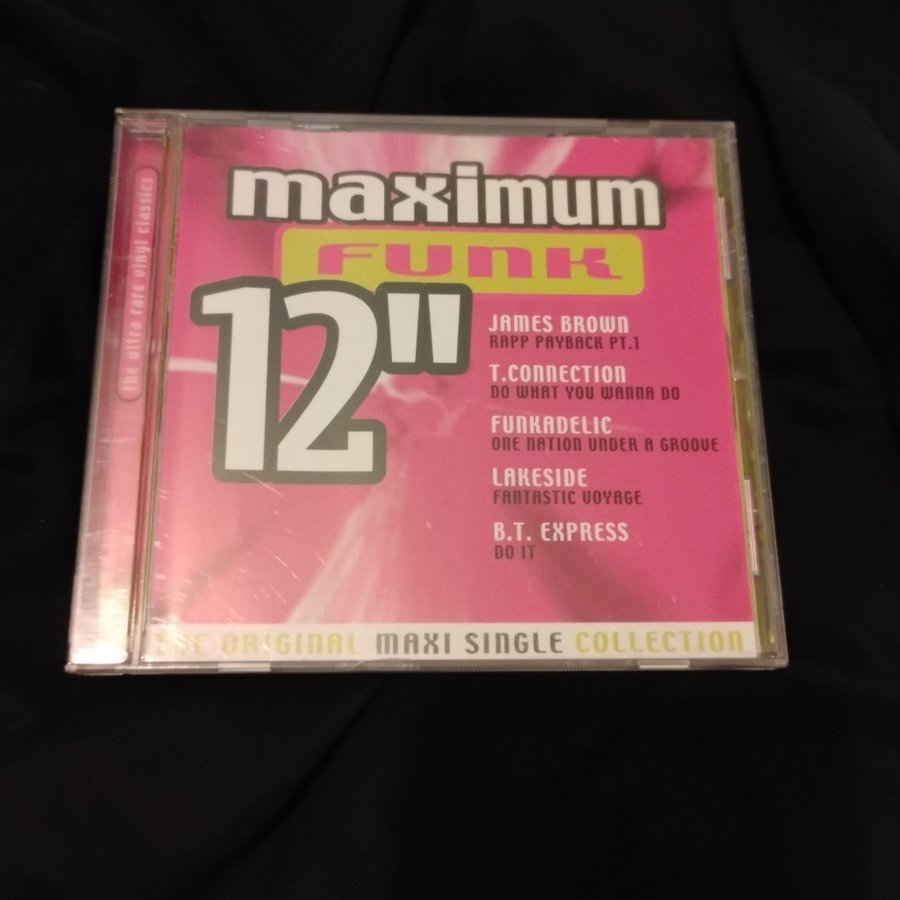 the ultra rare vinyl classics
maximum
FUNK
12"
JAMES BROWN
RAPP PAYBACK PT.1
T.CONNECTION
DO WHAT YOU WANNA DO
FUNKADELIC
ONE NATION UNDER A GROOVE
LAKESIDE
FANTASTIC VOYAGE
B.T. EXPRESS
DO IT
THE ORIGINAL MAXI SINGLE COLLECTION